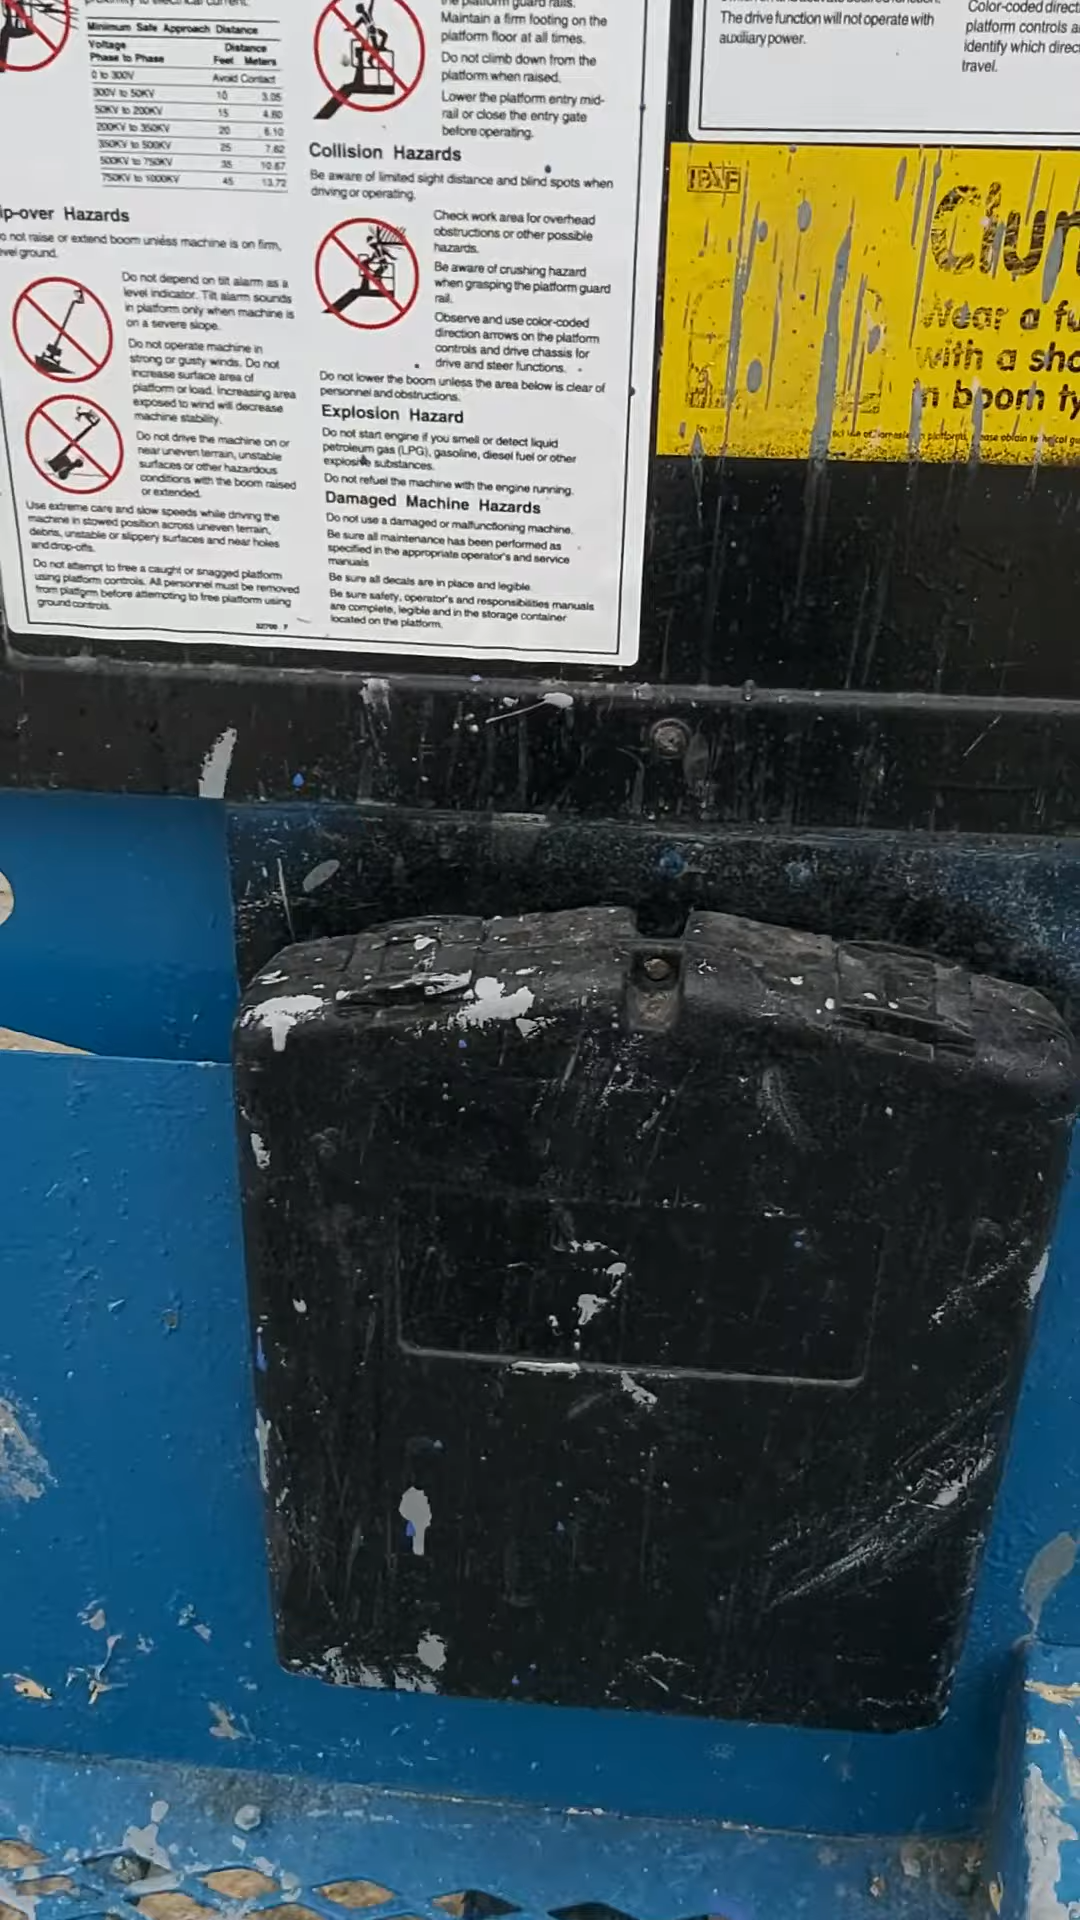 Minimum Safe Approach Distance
Voltage Distance
Phase to Phase Feet Meters
0 to 300V Avoid Contact
300V to 50KV 10 3.05
50KV to 200KV 15 4.60
200KV to 350KV 20 6.10
350KV to 500KV 25 7.62
500KV to 750KV 35 10.67
750KV to 1000KV 45 13.72
ip-over Hazards
o not raise or extend boom unless machine is on firm,
evel ground.
Do not depend on tilt alarm as a
level indicator. Tilt alarm sounds
in platform only when machine is
on a severe slope.
Do not operate machine in
strong or gusty winds. Do not
increase surface area of
platform or load. Increasing area
exposed to wind will decrease
machine stability.
Do not drive the machine on or
near uneven terrain, unstable
surfaces or other hazardous
conditions with the boom raised
or extended.
Use extreme care and slow speeds while driving the
machine in stowed position across uneven terrain,
debris, unstable or slippery surfaces and near holes
and drop-offs.
Do not attempt to free a caught or snagged platform
using platform controls. All personnel must be removed
from platform before attempting to free platform using
ground controls.
the platform guard rails.
Maintain a firm footing on the
platform floor at all times.
Do not climb down from the
platform when raised.
Lower the platform entry mid-
rail or close the entry gate
before operating.
Collision Hazards
Be aware of limited sight distance and blind spots when
driving or operating.
Check work area for overhead
obstructions or other possible
hazards.
Be aware of crushing hazard
when grasping the platform guard
rail.
Observe and use color-coded
direction arrows on the platform
controls and drive chassis for
drive and steer functions.
Do not lower the boom unless the area below is clear of
personnel and obstructions.
Explosion Hazard
Do not start engine if you smell or detect liquid
petroleum gas (LPG), gasoline, diesel fuel or other
explosive substances.
Do not refuel the machine with the engine running.
Damaged Machine Hazards
Do not use a damaged or malfunctioning machine.
Be sure all maintenance has been performed as
specified in the appropriate operator's and service
manuals
Be sure all decals are in place and legible.
Be sure safety, operator's and responsibilities manuals
are complete, legible and in the storage container
located on the platform.
The drive function will not operate with
auxiliary power.
Color-coded direct
platform controls a
identify which direc
travel.
IPAF
Clun
Wear a fu
with a sho
in boom ty